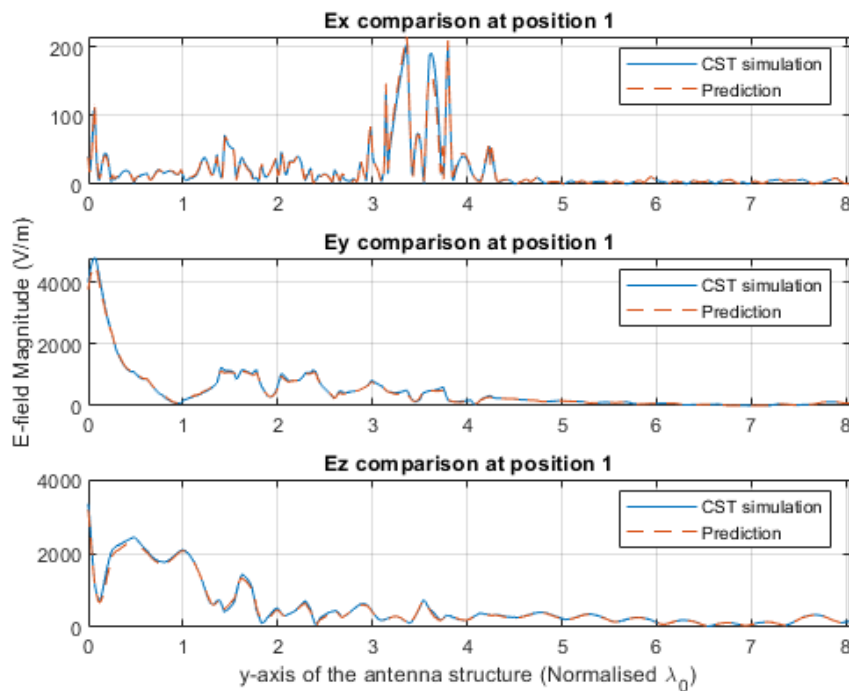 Ex comparison at position 1
200
100
0
CST simulation
Prediction
0 1 2 3 4 5 6 7 8
Ey comparison at position 1
4000
2000
0
CST simulation
Prediction
0 1 2 3 4 5 6 7 8
E-field Magnitude (V/m)
Ez comparison at position 1
4000
2000
0
CST simulation
Prediction
0 1 2 3 4 5 6 7 8
y-axis of the antenna structure (Normalised λ₀)